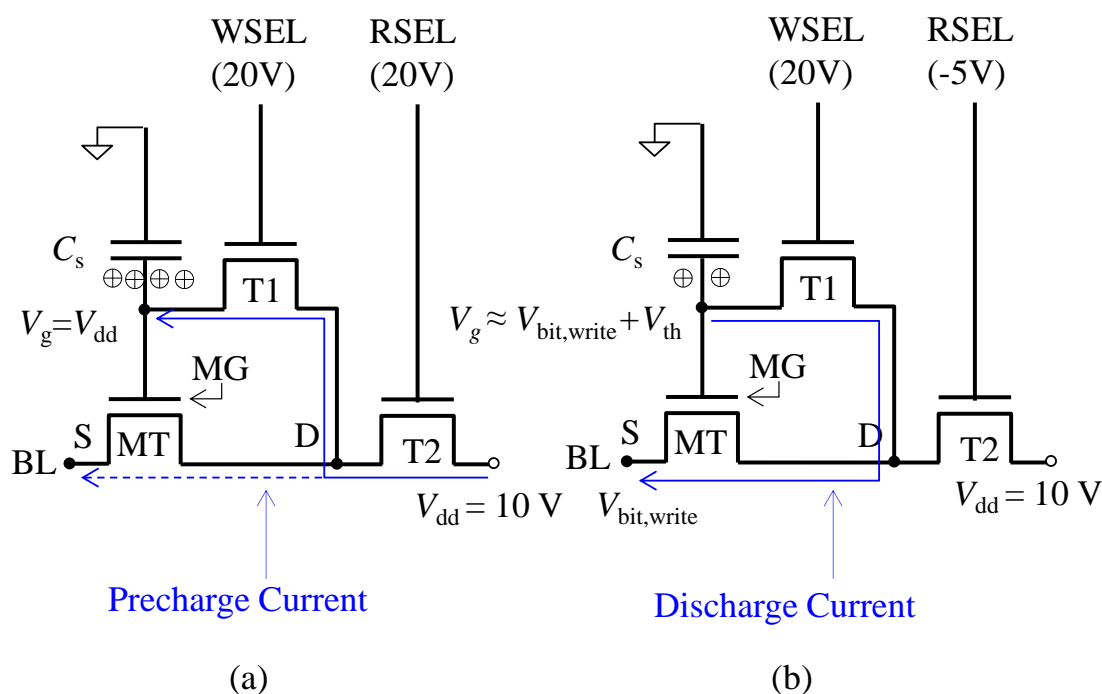 WSEL
(20V)
RSEL
(20V)
C_s
T1
V_g=V_dd
MG
S
MT
D
T2
BL
V_dd = 10 V
Precharge Current
(a)
WSEL
(20V)
RSEL
(-5V)
C_s
T1
V_g ≈ V_bit,write + V_th
MG
S
MT
D
T2
BL
V_bit,write
V_dd = 10 V
Discharge Current
(b)